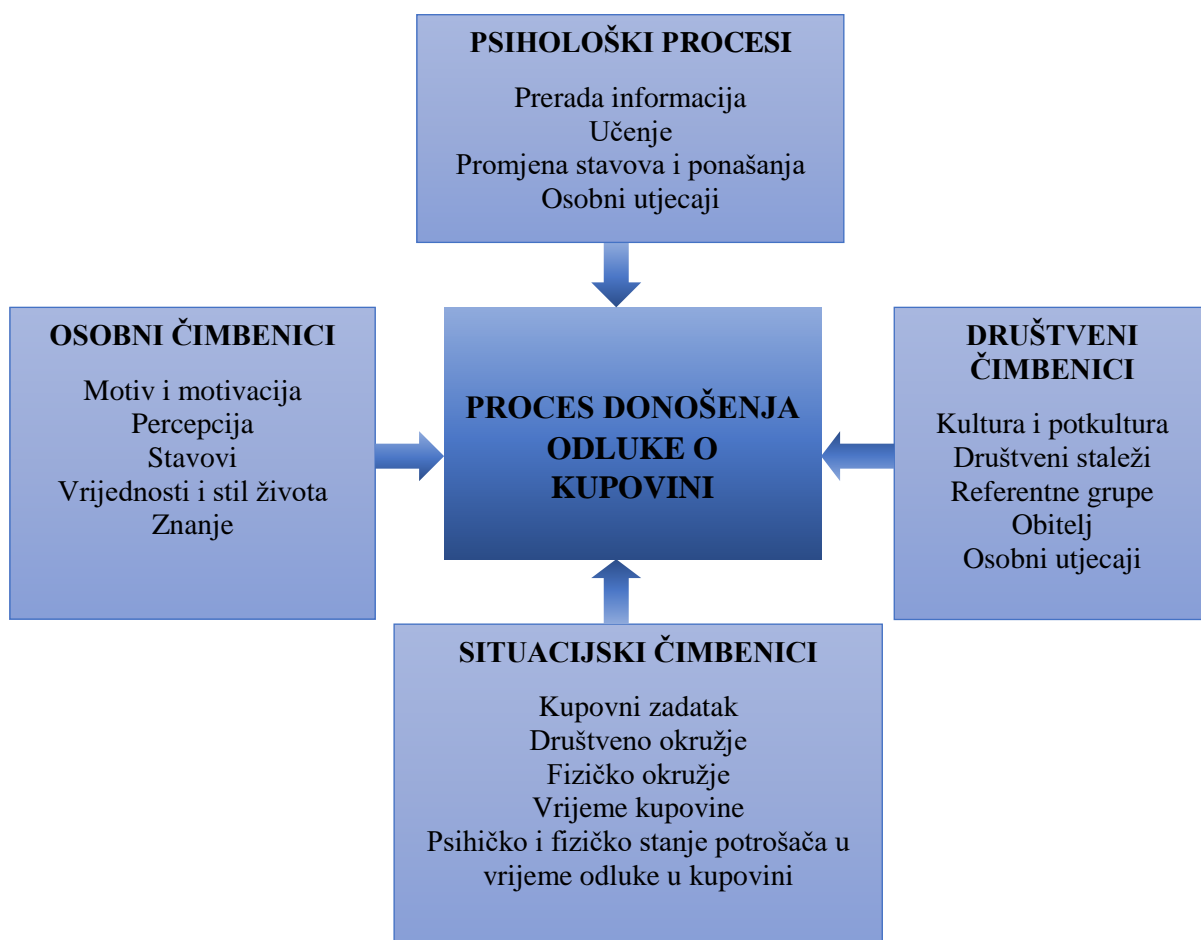 PSIHOLOŠKI PROCESI
Prerada informacija
Učenje
Promjena stavova i ponašanja
Osobni utjecaji
OSOBNI ČIMBENICI
Motiv i motivacija
Percepcija
Stavovi
Vrijednosti i stil života
Znanje
PROCES DONOŠENJA
ODLUKE O
KUPOVINI
DRUŠTVENI
ČIMBENICI
Kultura i potkultura
Društveni staleži
Referentne grupe
Obitelj
Osobni utjecaji
SITUACIJSKI ČIMBENICI
Kupovni zadatak
Društveno okružje
Fizičko okružje
Vrijeme kupovine
Psihičko i fizičko stanje potrošača u
vrijeme odluke u kupovini